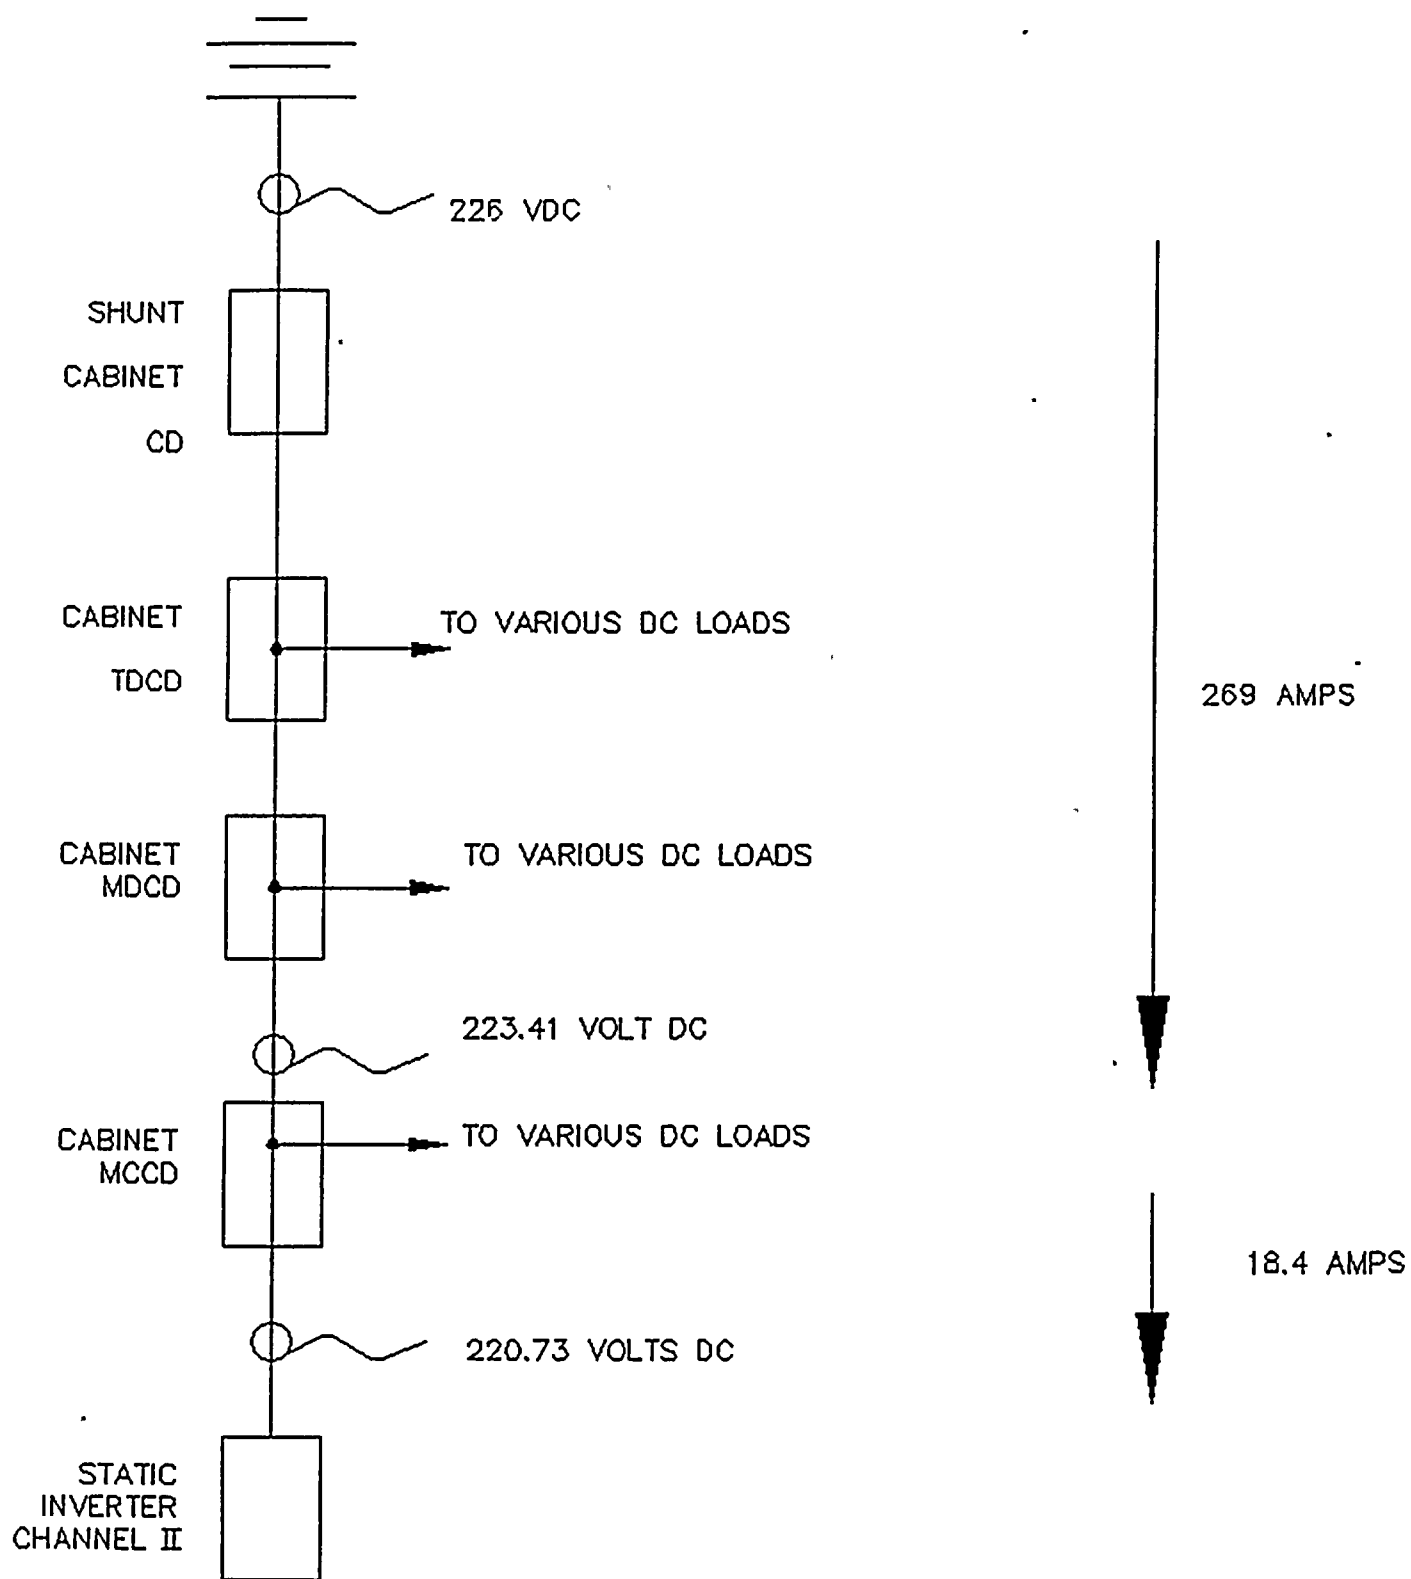 226 VDC
SHUNT
CABINET
CD
CABINET
TDCD
TO VARIOUS DC LOADS
269 AMPS
CABINET
MDCD
TO VARIOUS DC LOADS
223.41 VOLT DC
CABINET
MCCD
TO VARIOUS DC LOADS
18.4 AMPS
220.73 VOLTS DC
STATIC
INVERTER
CHANNEL II